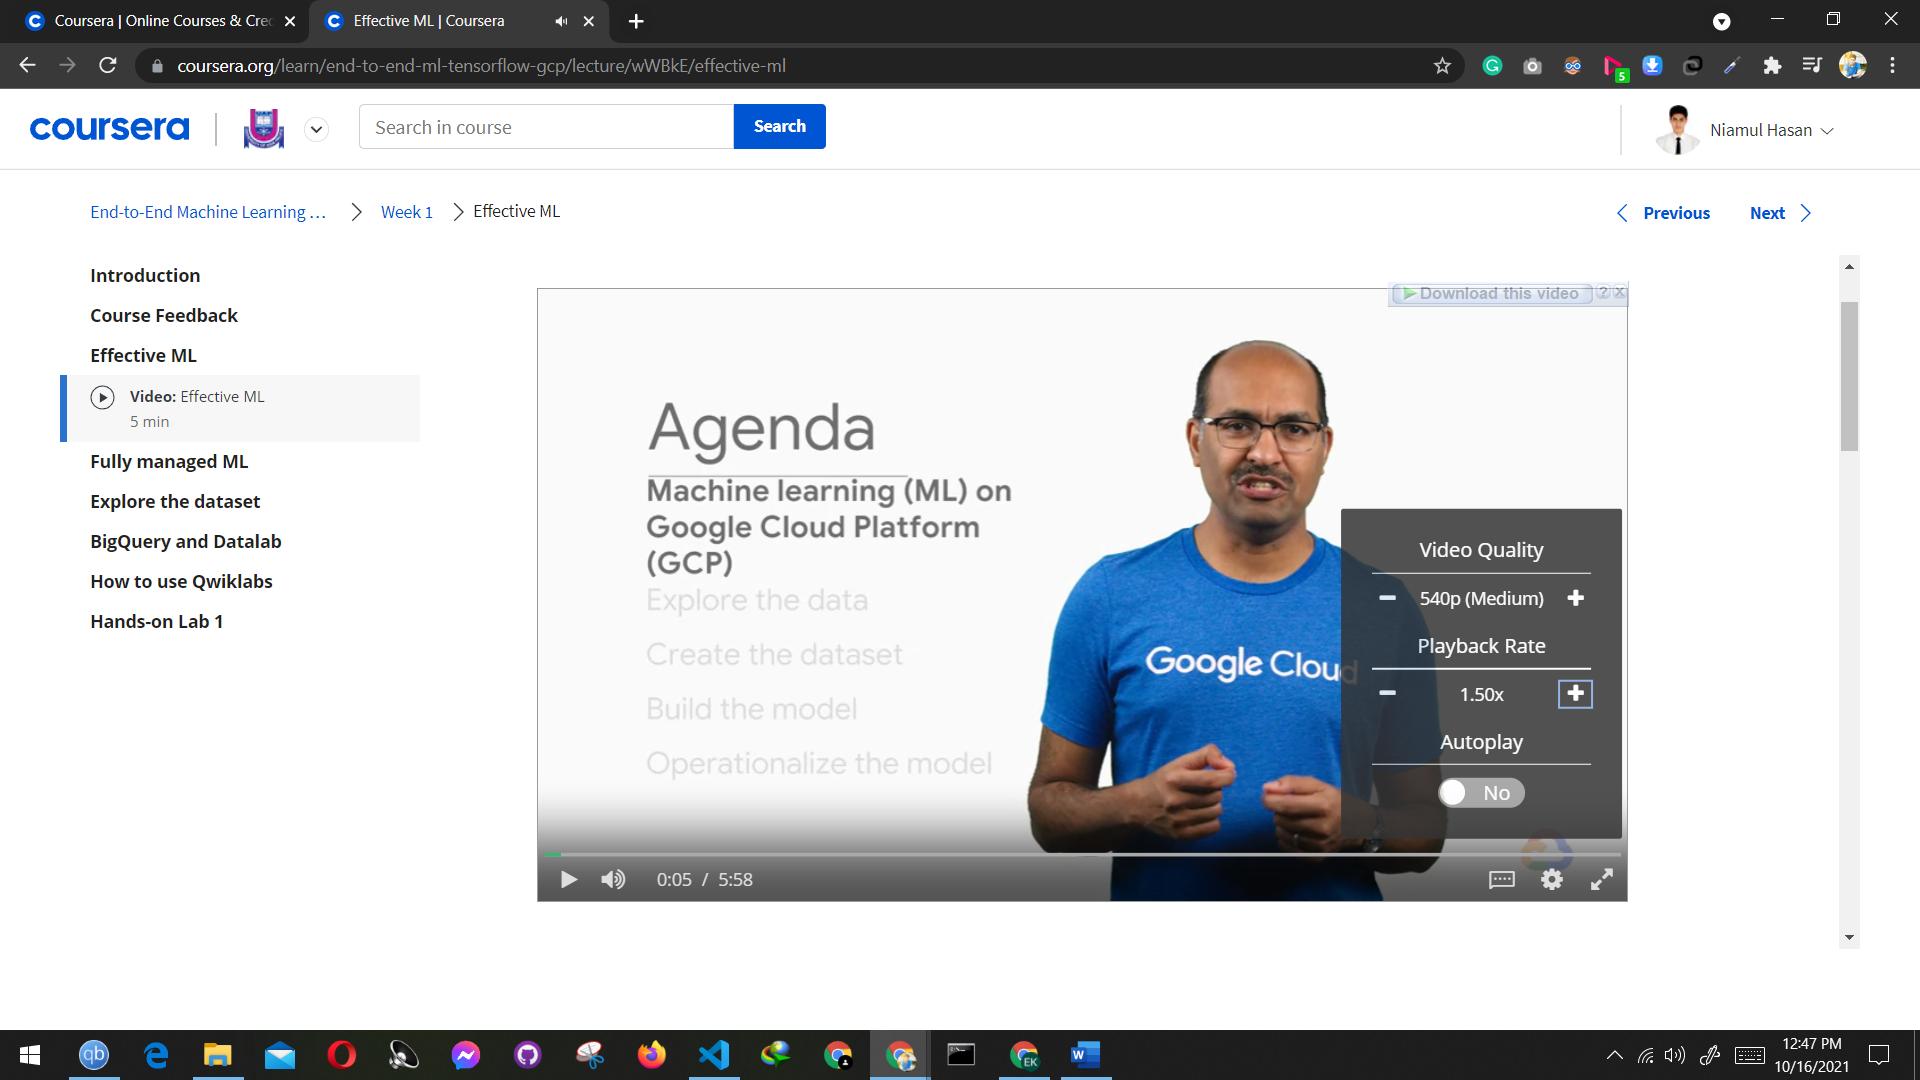 Coursera | Online Courses & Cre
Effective ML | Coursera
coursera.org/learn/end-to-end-ml-tensorflow-gcp/lecture/wWBkE/effective-ml
5
coursera
Search in course
Search
Niamul Hasan
End-to-End Machine Learning ...
Week 1
Effective ML
Previous
Next
Introduction
Course Feedback
Effective ML
Video: Effective ML
5 min
Fully managed ML
Explore the dataset
BigQuery and Datalab
How to use Qwiklabs
Hands-on Lab 1
Download this video
?
Agenda
Machine learning (ML) on
Google Cloud Platform
(GCP)
Explore the data
Create the dataset
Build the model
Operationalize the model
Google Cloud
Video Quality
540p (Medium)
Playback Rate
1.50x
Autoplay
No
0:05 / 5:58
qb
EK
W
12:47 PM
10/16/2021